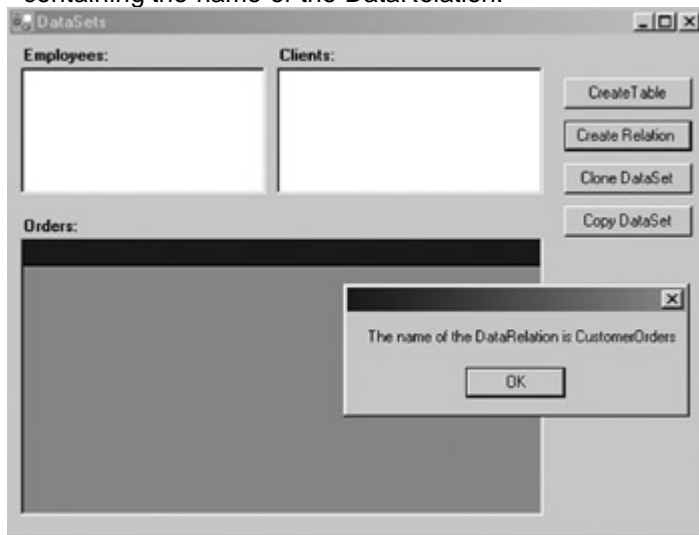 containing the name of the DataRelation.
DataSets
Employees:
Clients:
CreateTable
Create Relation
Clone DataSet
Copy DataSet
Orders:
The name of the DataRelation is CustomerOrders
OK